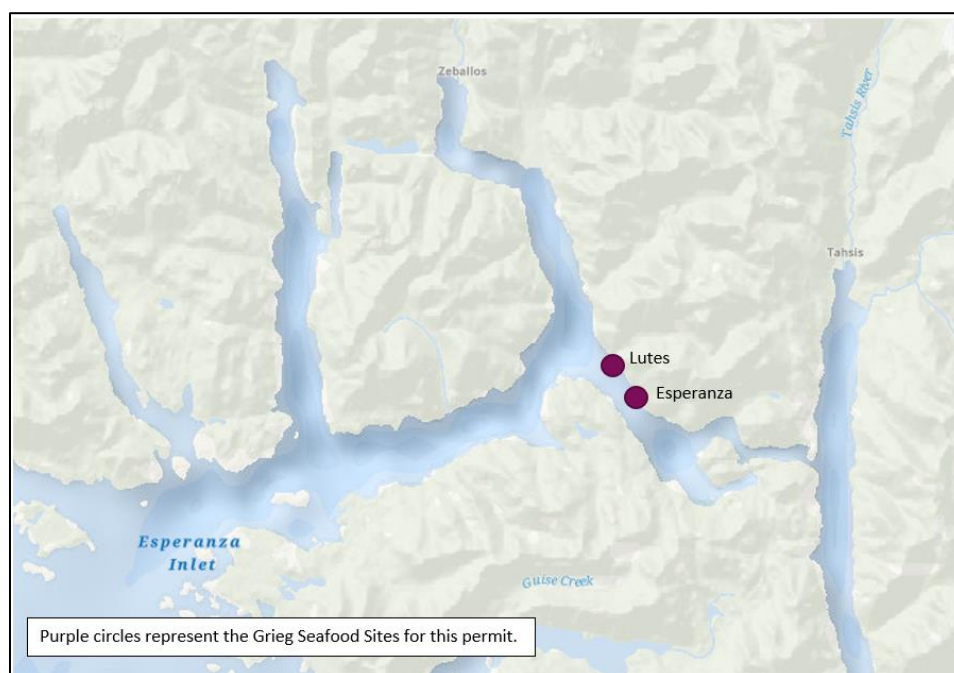 Zeballos
Tahsis River
Tahsis
Lutes
Esperanza
Esperanza
Inlet
Guise Creek
Purple circles represent the Grieg Seafood Sites for this permit.